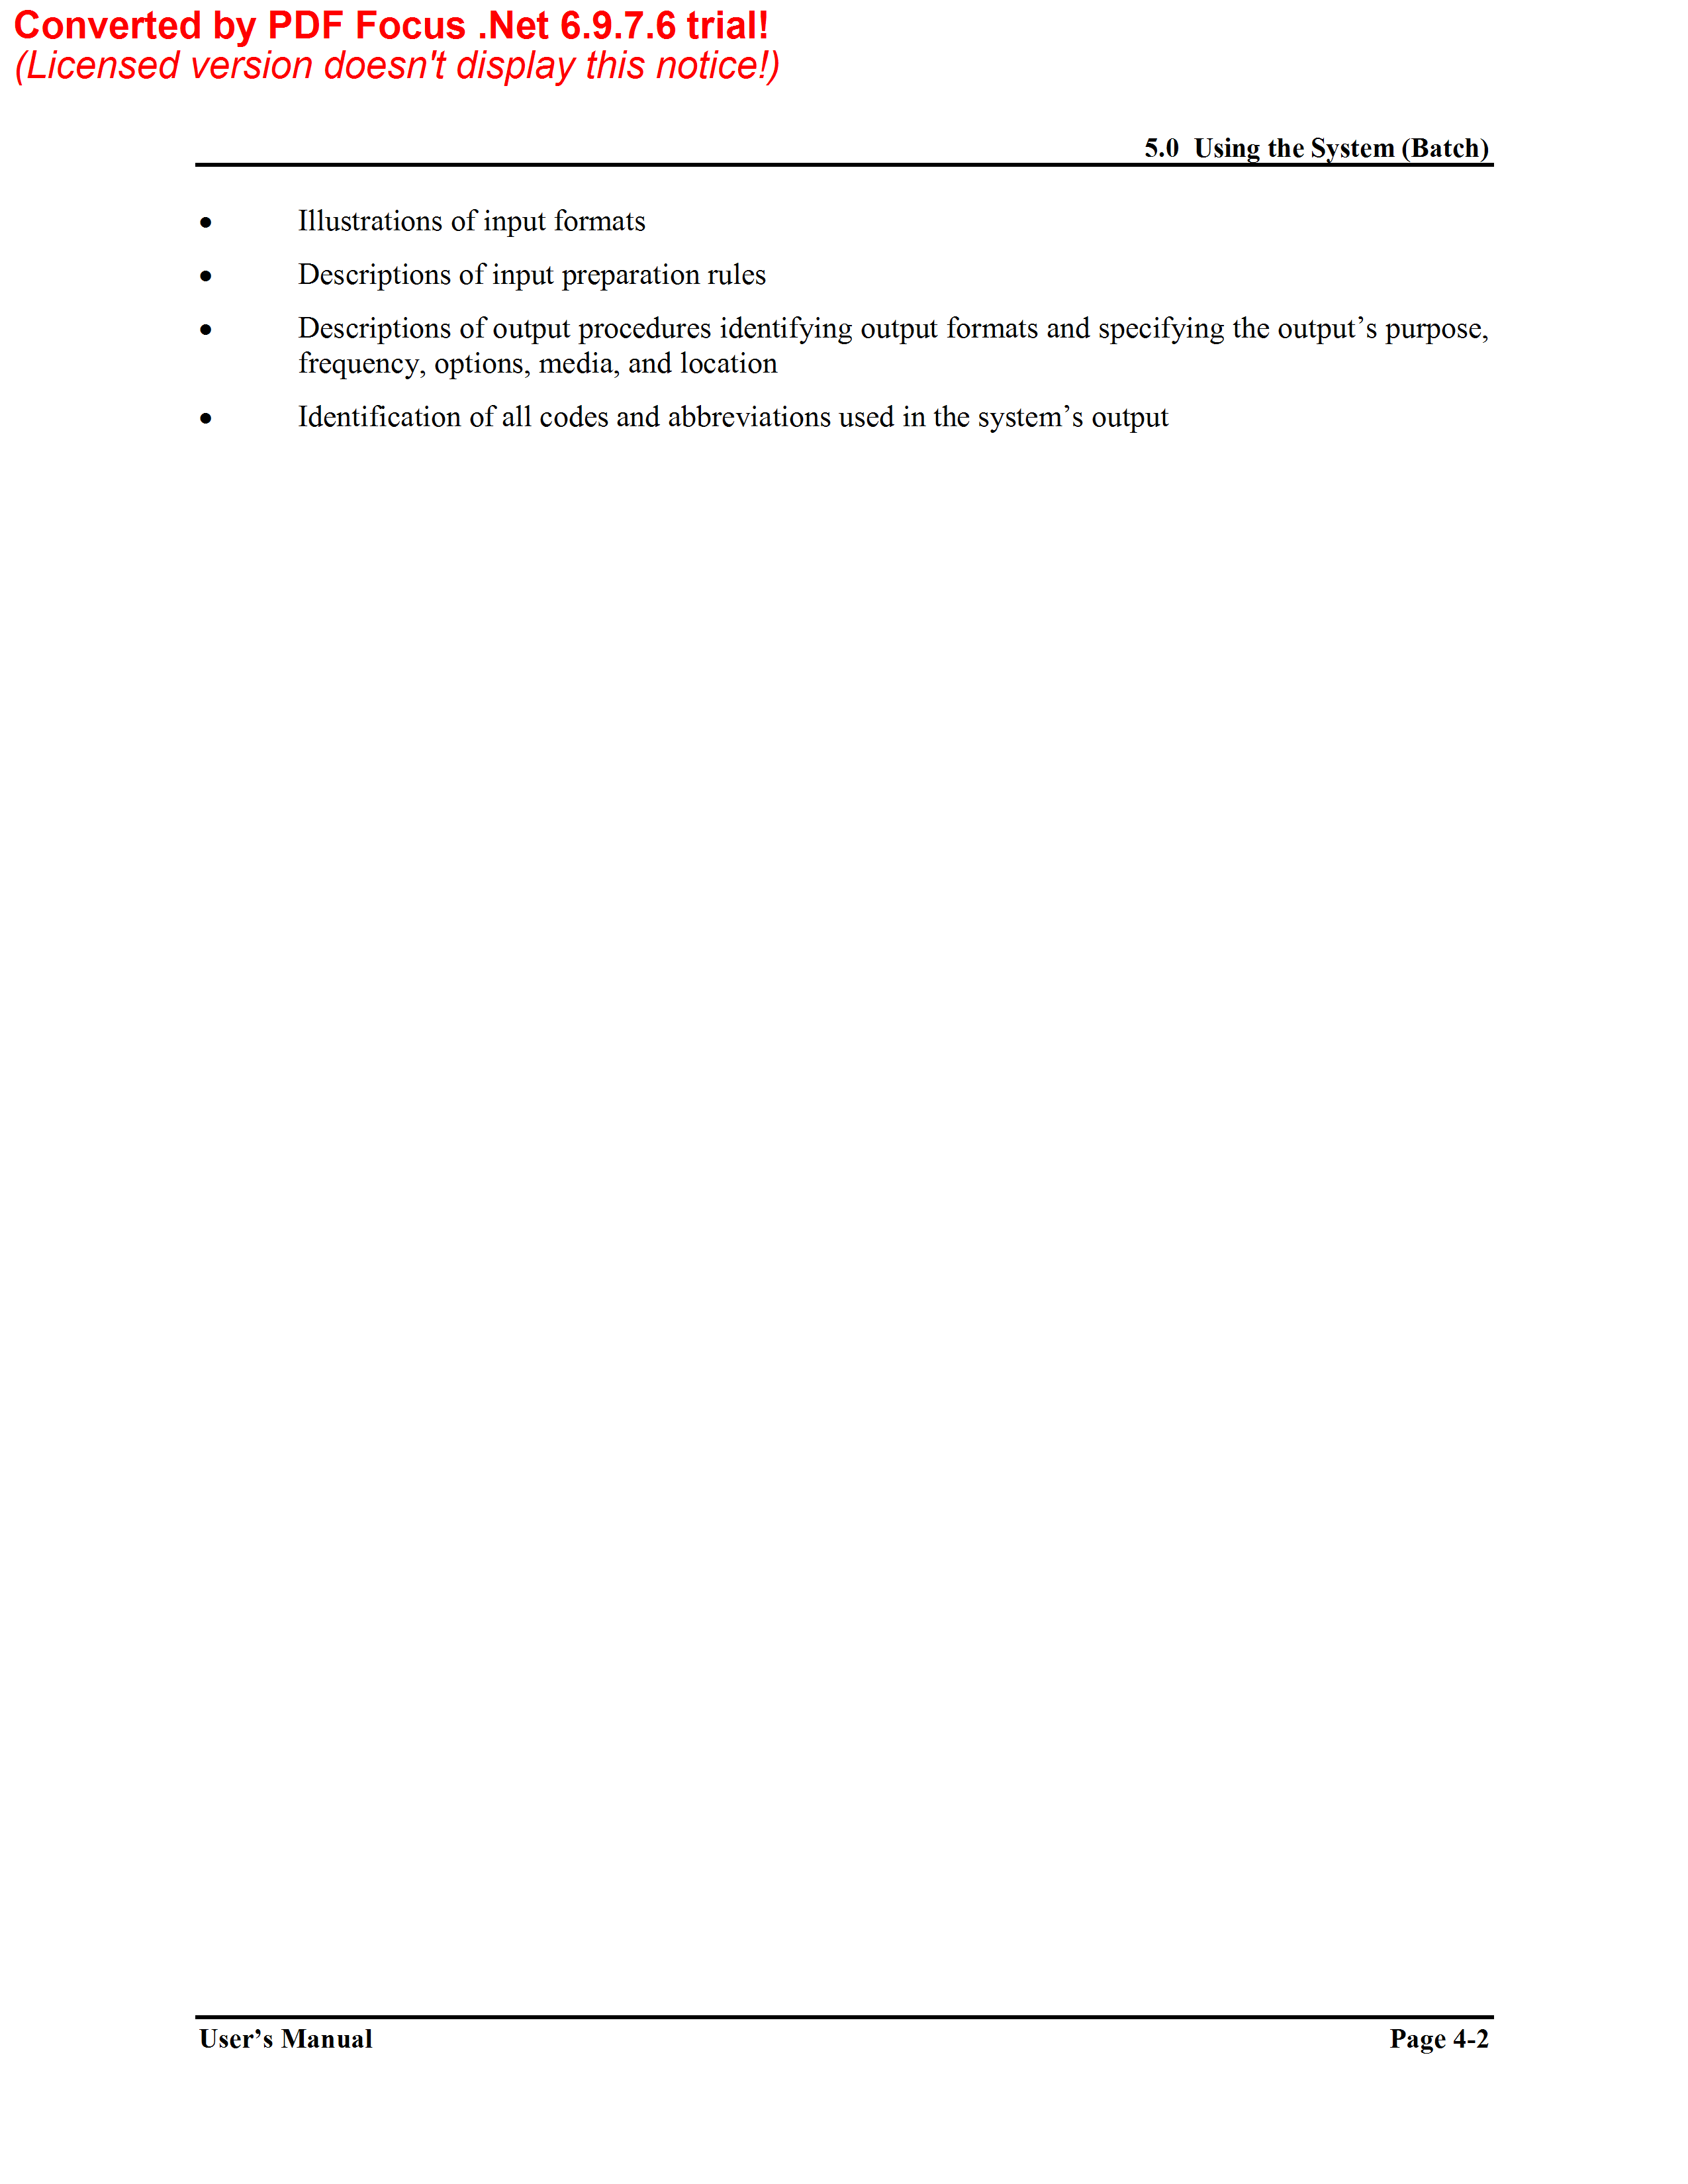 Converted by PDF Focus .Net 6.9.7.6 trial!
(Licensed version doesn't display this notice!)
5.0  Using the System (Batch)
● Illustrations of input formats
● Descriptions of input preparation rules
● Descriptions of output procedures identifying output formats and specifying the output’s purpose,
frequency, options, media, and location
● Identification of all codes and abbreviations used in the system’s output
User’s Manual Page 4-2